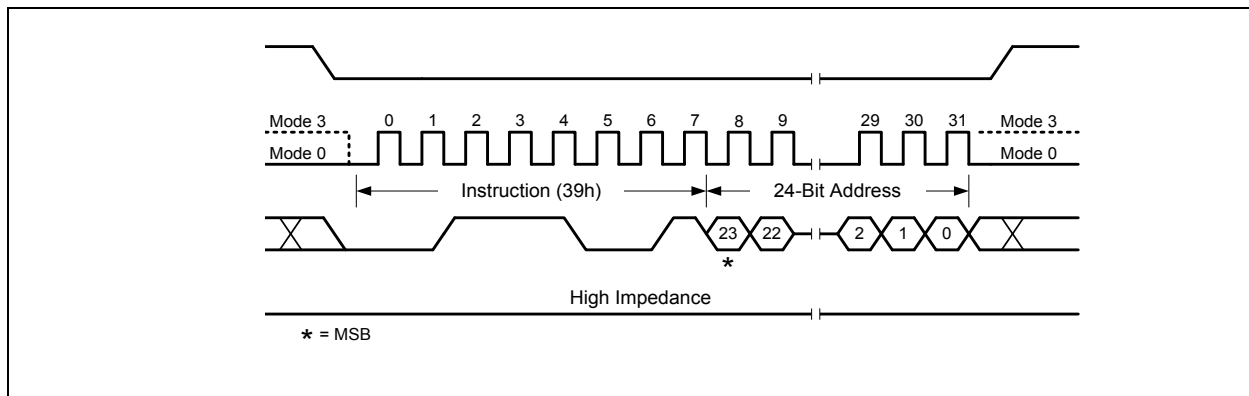 0 1 2 3 4 5 6 7 8 9 29 30 31
Mode 3 Mode 3
Mode 0 Mode 0
Instruction (39h) 24-Bit Address
23 22 2 1 0
*
High Impedance
* = MSB